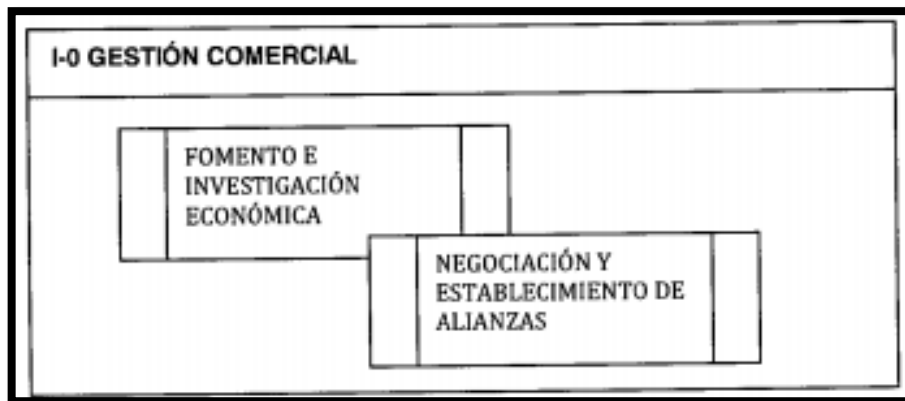 I-0 GESTIÓN COMERCIAL
FOMENTO E
INVESTIGACIÓN
ECONÓMICA
NEGOCIACIÓN Y
ESTABLECIMIENTO DE
ALIANZAS